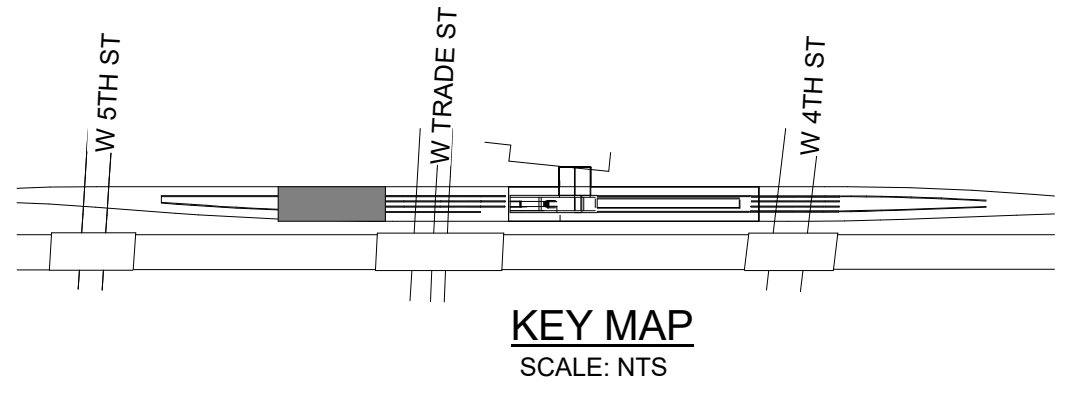 W 5TH ST
W TRADE ST
W 4TH ST
KEY MAP
SCALE: NTS